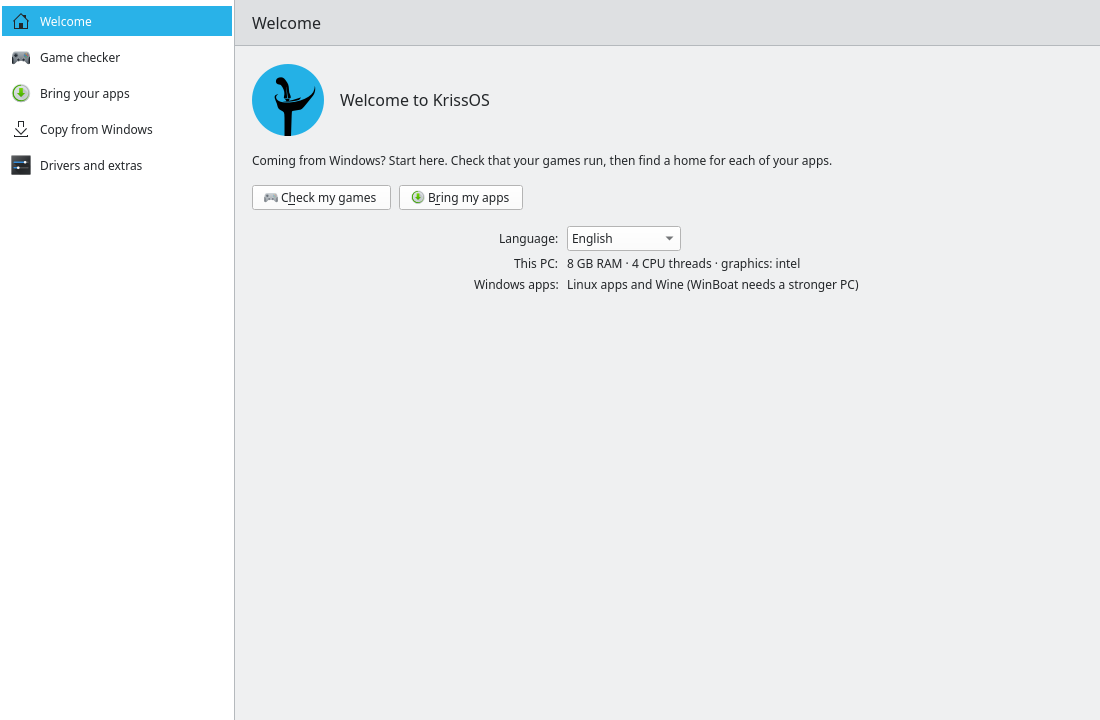 Welcome
Game checker
Bring your apps
Copy from Windows
Drivers and extras
Welcome
Welcome to KrissOS
Coming from Windows? Start here. Check that your games run, then find a home for each of your apps.
Check my games
Bring my apps
Language: English
This PC: 8 GB RAM · 4 CPU threads · graphics: intel
Windows apps: Linux apps and Wine (WinBoat needs a stronger PC)